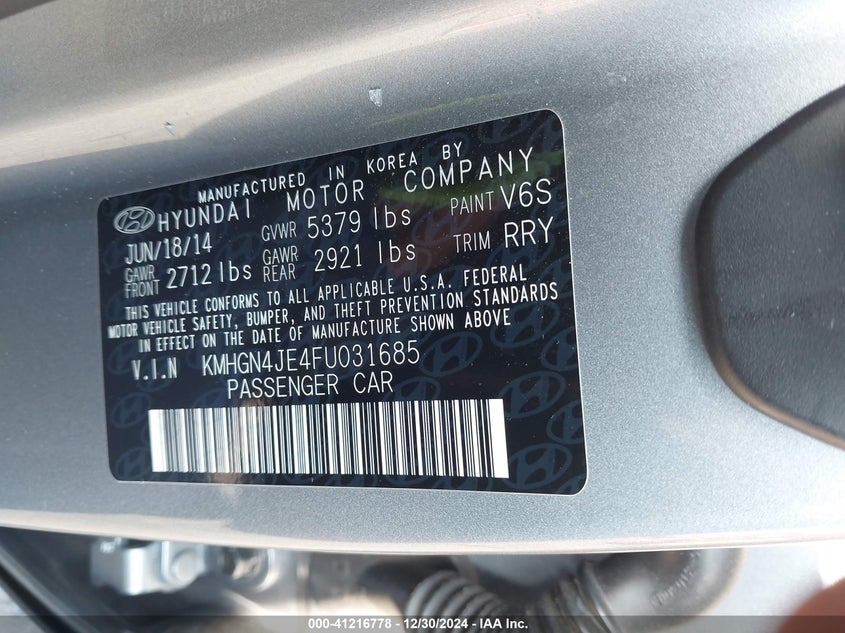 MANUFACTURED IN KOREA BY
HYUNDAI MOTOR COMPANY
JUN/18/14 GVWR 5379 lbs PAINT V6S
GAWR FRONT 2712 lbs GAWR REAR 2921 lbs TRIM RRY
THIS VEHICLE CONFORMS TO ALL APPLICABLE U.S.A. FEDERAL
MOTOR VEHICLE SAFETY, BUMPER, AND THEFT PREVENTION STANDARDS
IN EFFECT ON THE DATE OF MANUFACTURE SHOWN ABOVE
V.I.N KMHGN4JE4FU031685
PASSENGER CAR
000-41216778 - 12/30/2024 - IAA Inc.